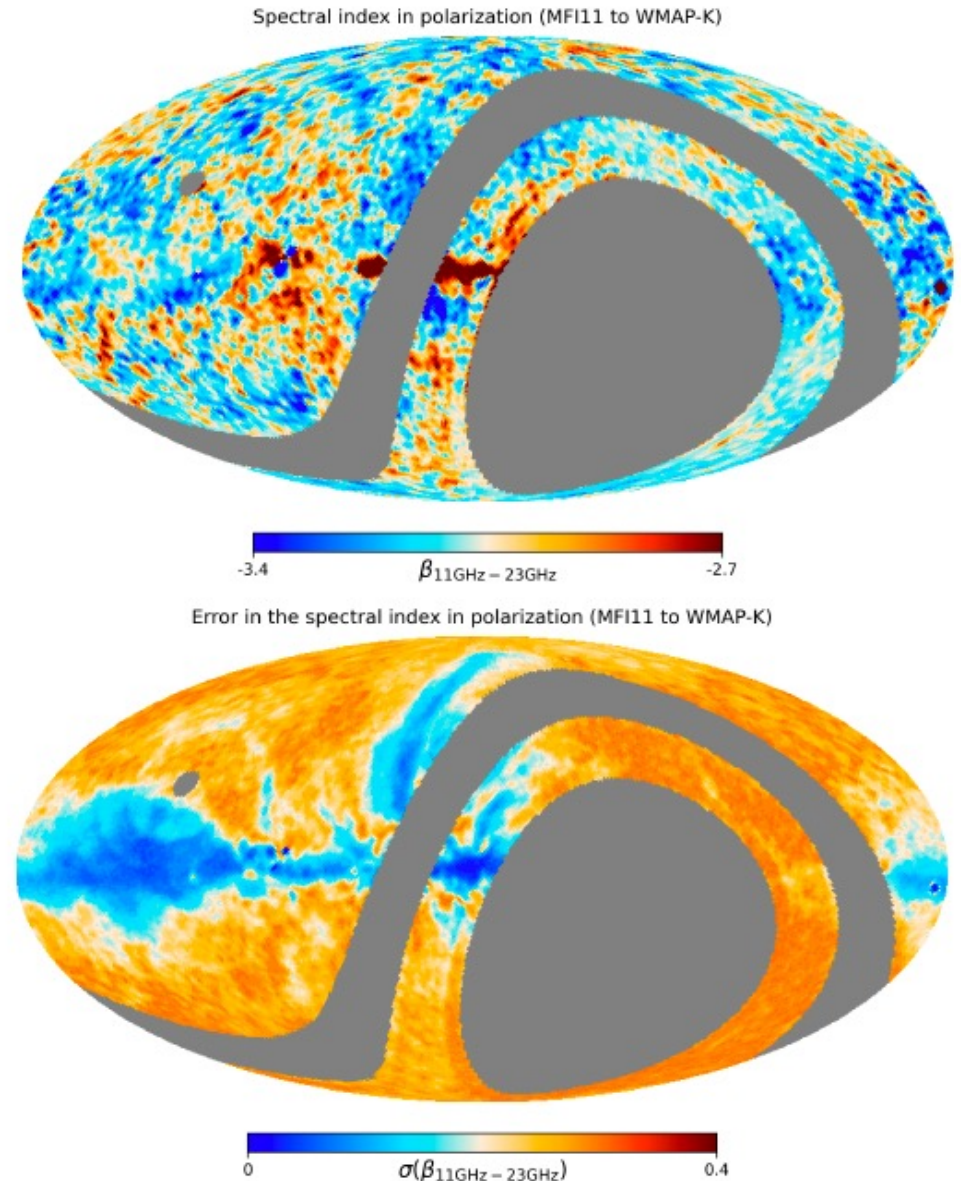 Spectral index in polarization (MFI11 to WMAP-K)
-3.4 -2.7
β11GHz−23GHz
Error in the spectral index in polarization (MFI11 to WMAP-K)
0 0.4
σ(β11GHz−23GHz)